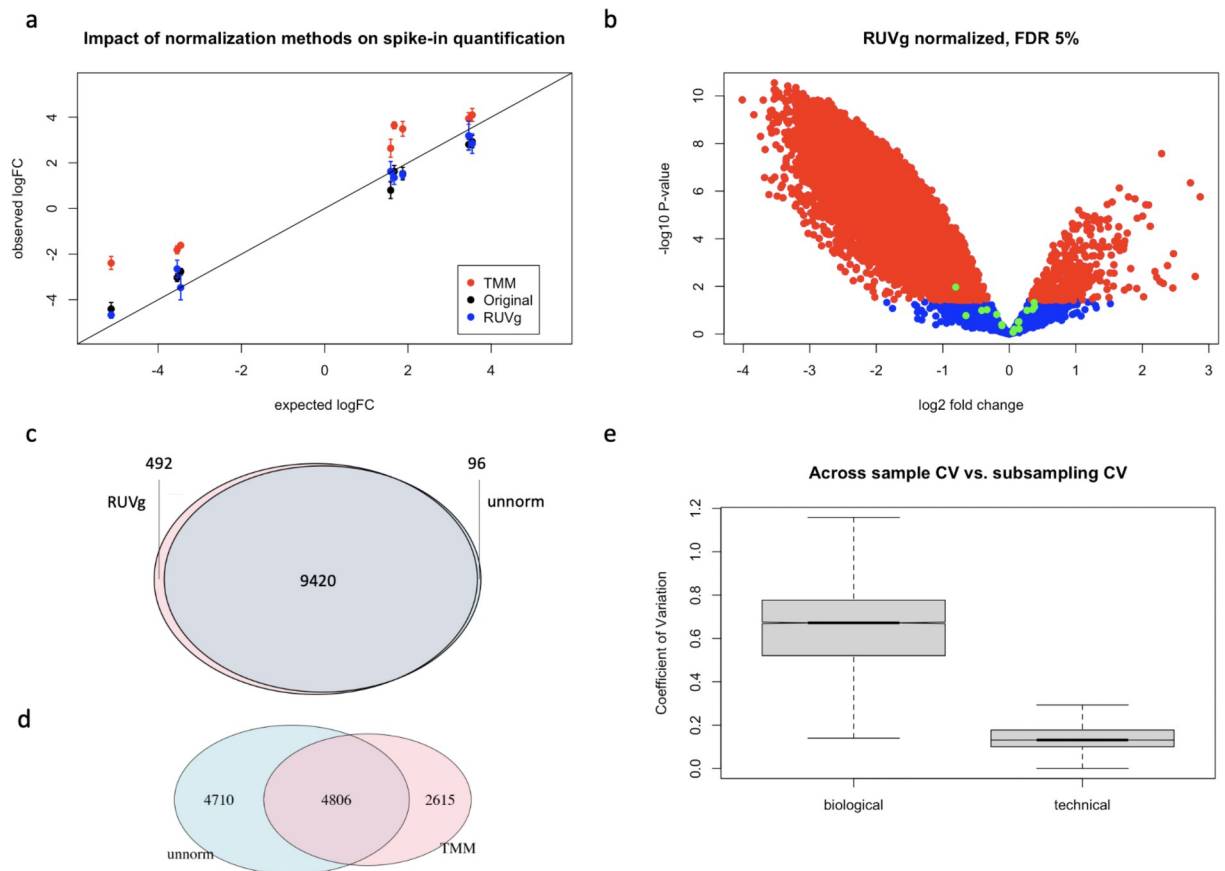 a
Impact of normalization methods on spike-in quantification
observed logFC
4
2
0
-2
-4
TMM
Original
RUVg
-4
-2
0
2
4
expected logFC
b
RUVg normalized, FDR 5%
-log10 P-value
10
8
6
4
2
0
-4
-3
-2
-1
0
1
2
3
log2 fold change
c
492
96
RUVg
unnorm
9420
d
4710
4806
2615
unnorm
TMM
e
Across sample CV vs. subsampling CV
Coefficient of Variation
1.2
1.0
0.8
0.6
0.4
0.2
0.0
biological
technical